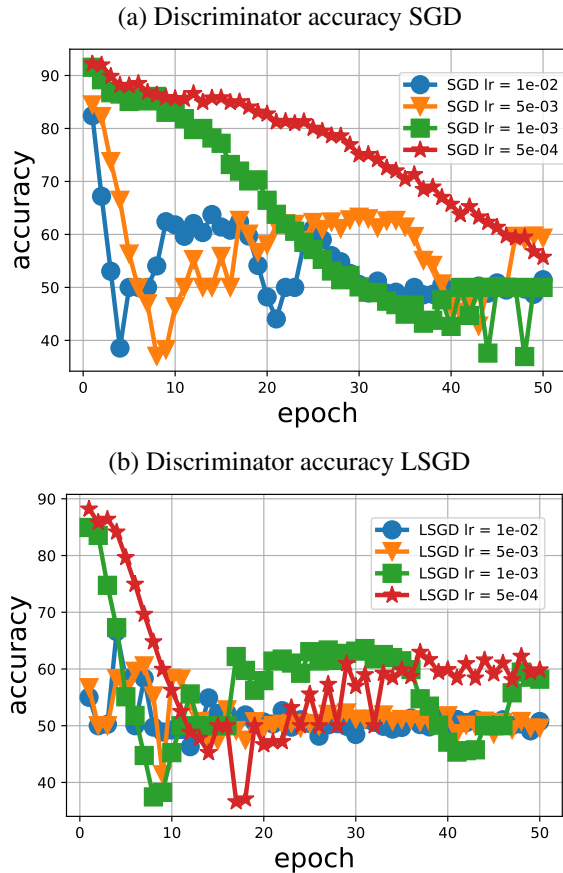 (a) Discriminator accuracy SGD
90
80
70
60
50
40
accuracy
SGD lr = 1e-02
SGD lr = 5e-03
SGD lr = 1e-03
SGD lr = 5e-04
0 10 20 30 40 50
epoch
(b) Discriminator accuracy LSGD
90
80
70
60
50
40
accuracy
LSGD lr = 1e-02
LSGD lr = 5e-03
LSGD lr = 1e-03
LSGD lr = 5e-04
0 10 20 30 40 50
epoch